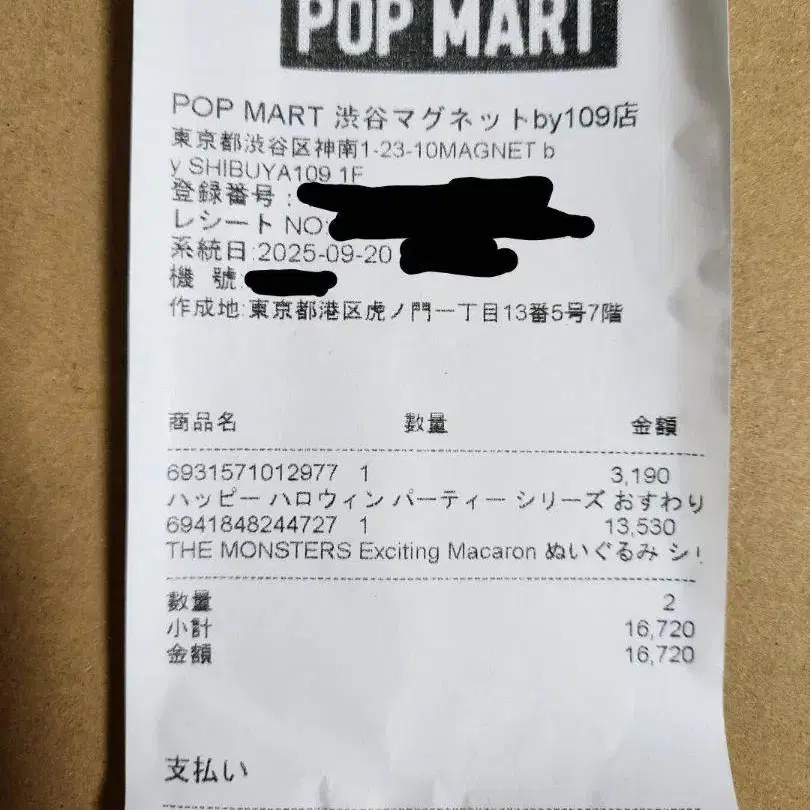 POP MART
POP MART 渋谷マグネットby109店
東京都渋谷区神南1-23-10MAGNET b
y SHIBUYA109 1F
登録番号:
レシート NO:
系統日:2025-09-20
機 號:
作成地:東京都港区虎ノ門一丁目13番5号7階
商品名 数量 金額
6931571012977 1 3,190
ハッピー ハロウィン パーティー シリーズ おすわり
6941848244727 1 13,530
THE MONSTERS Exciting Macaron ぬいぐるみ シリ
数量 2
小計 16,720
金額 16,720
支払い